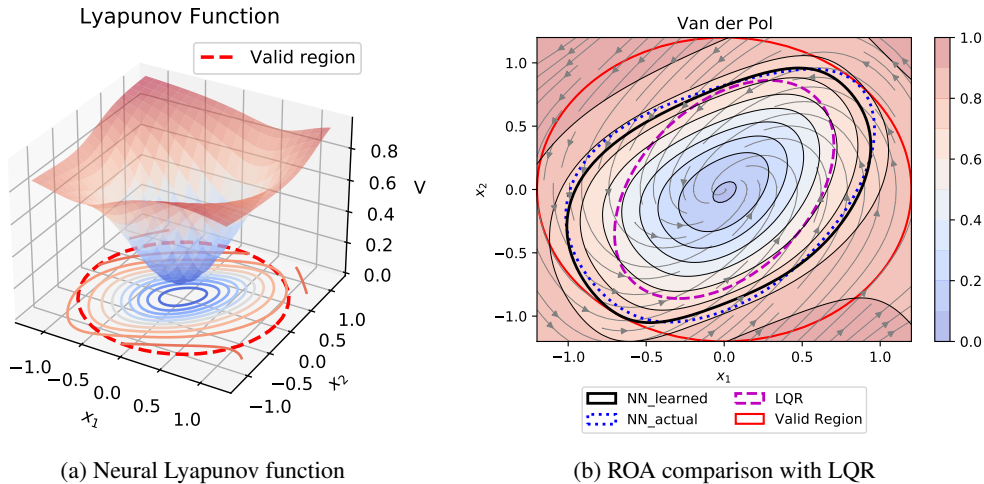 Lyapunov Function
Valid region
0.8
0.6
V
0.4
0.2
0.0
−1.0
−0.5
0.0
0.5
1.0
x1
−1.0
−0.5
0.0
0.5
1.0
x2
(a) Neural Lyapunov function
Van der Pol
1.0
0.5
0.0
−0.5
−1.0
x2
−1.0
−0.5
0.0
0.5
1.0
x1
1.0
0.8
0.6
0.4
0.2
0.0
NN_learned
NN_actual
LQR
Valid Region
(b) ROA comparison with LQR